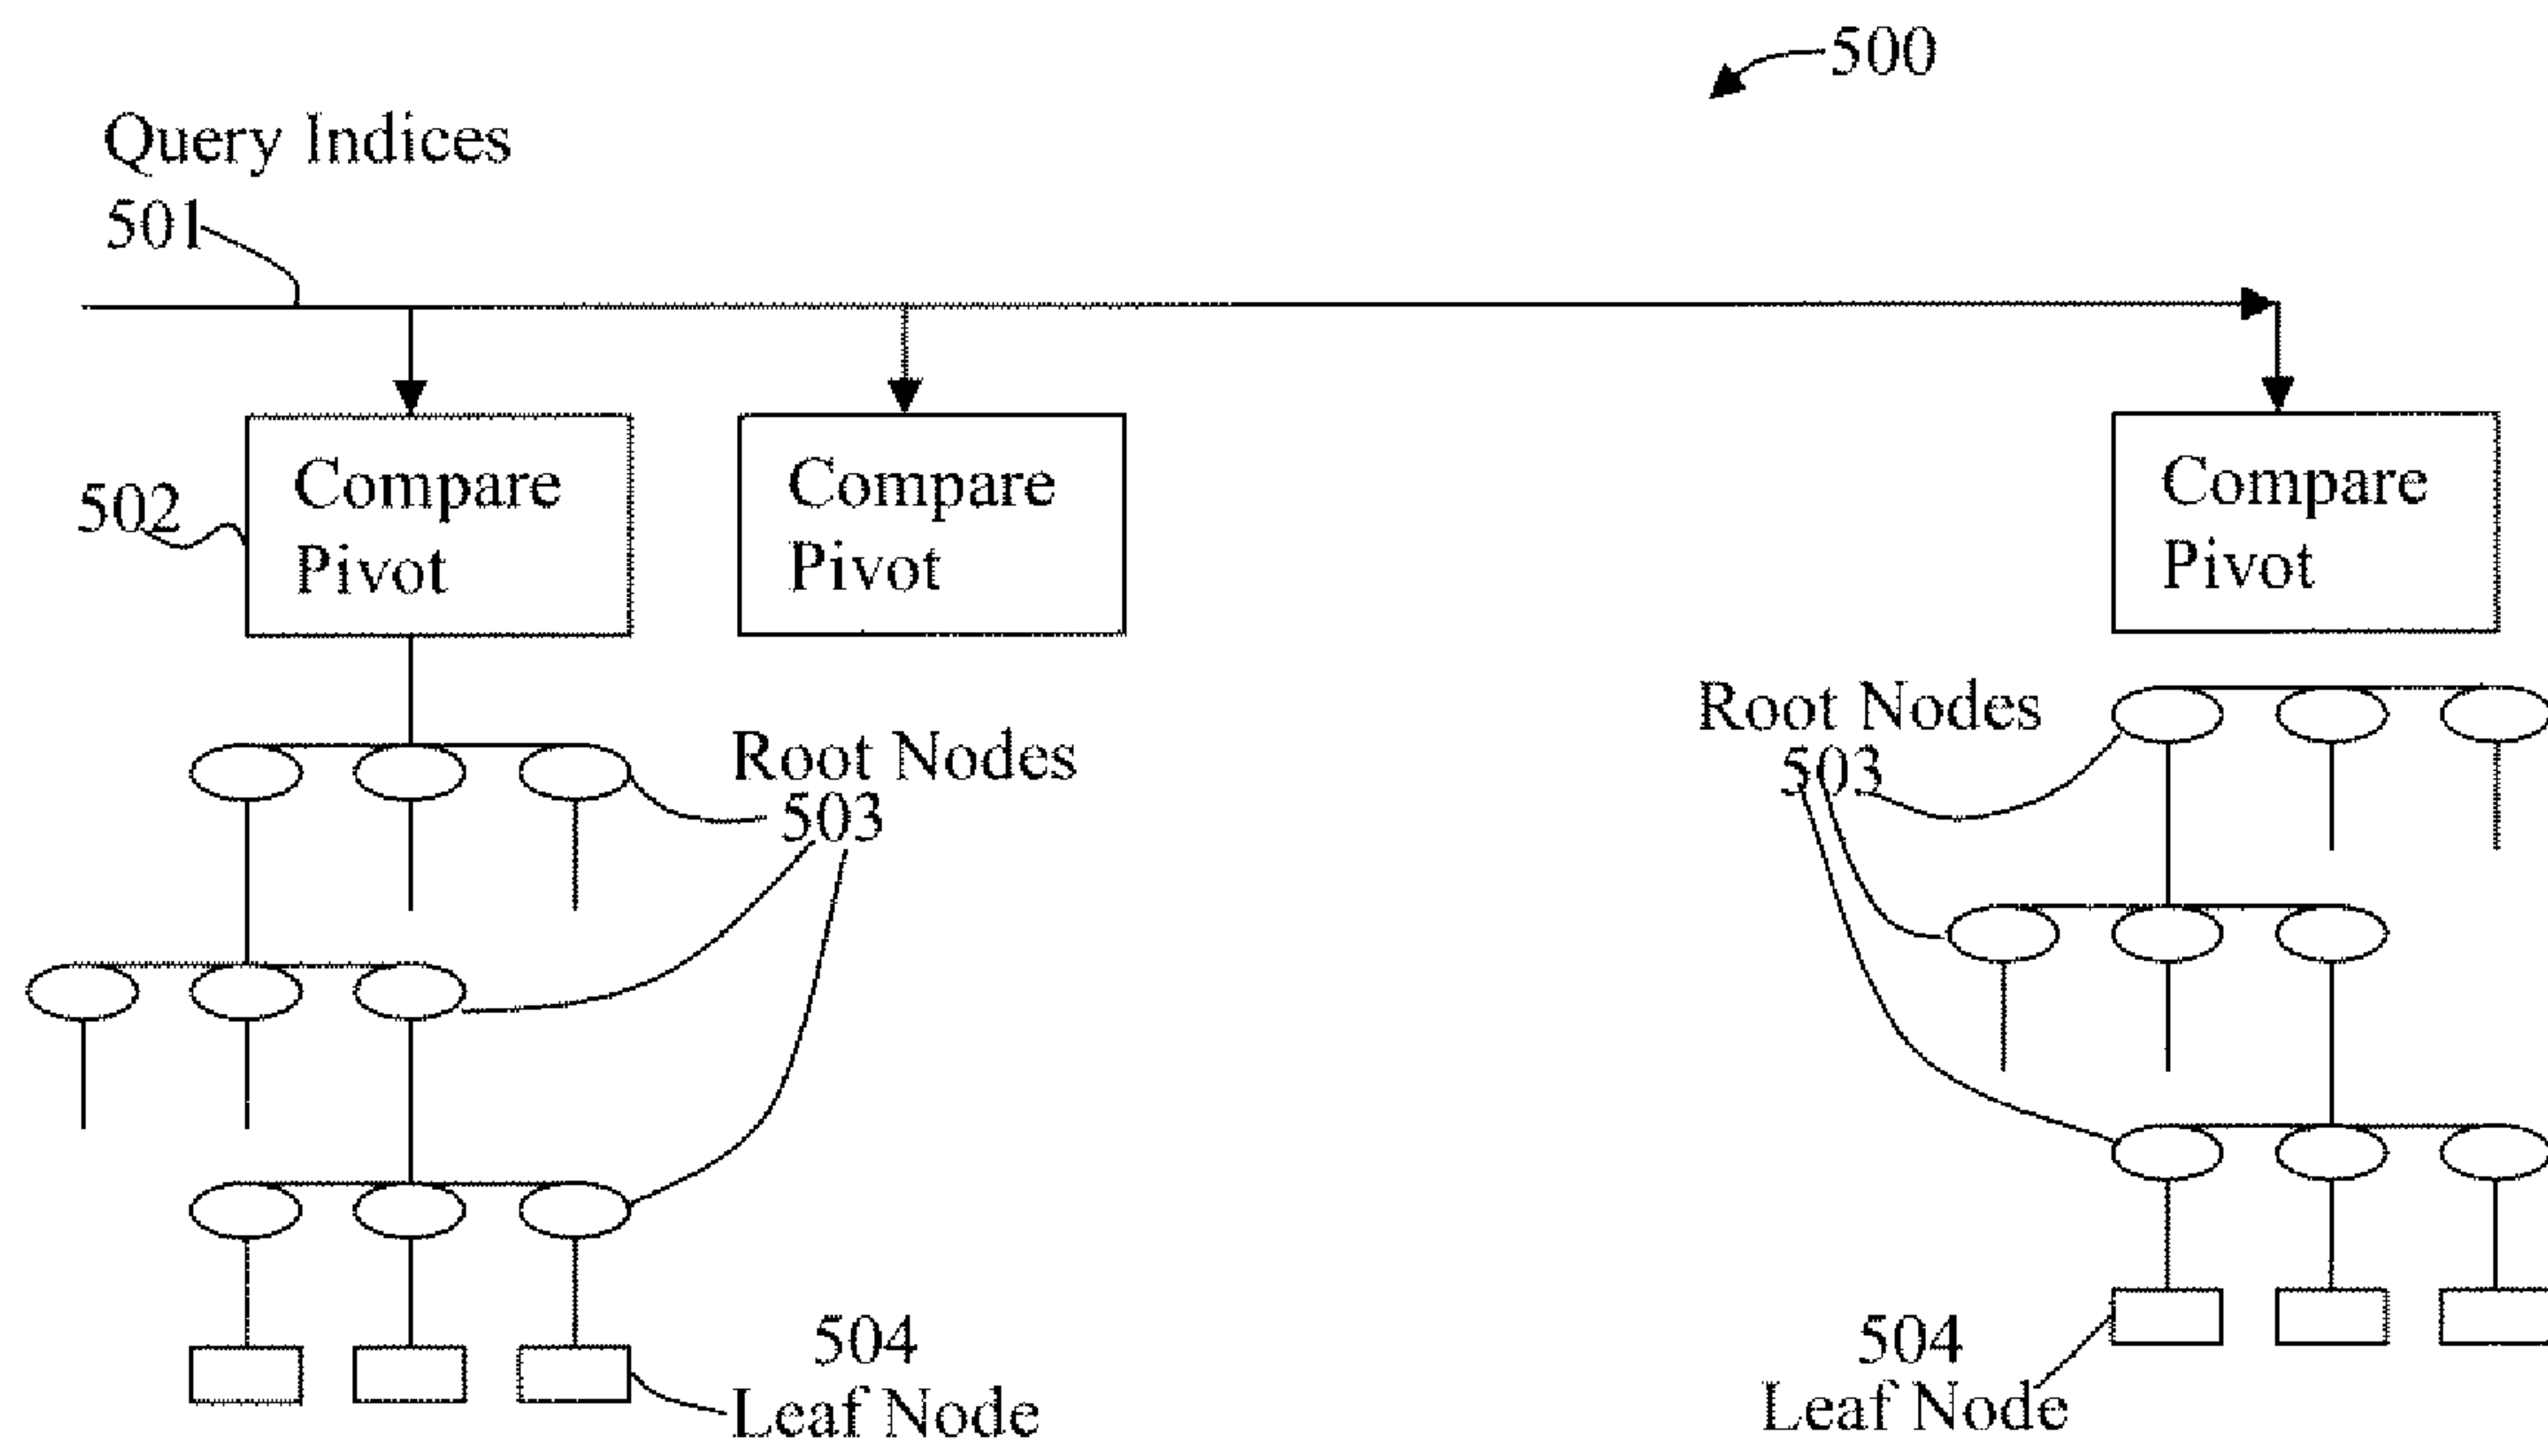 500
Query Indices
501
502
Compare
Pivot
Compare
Pivot
Compare
Pivot
Root Nodes
503
Root Nodes
503
504
Leaf Node
504
Leaf Node